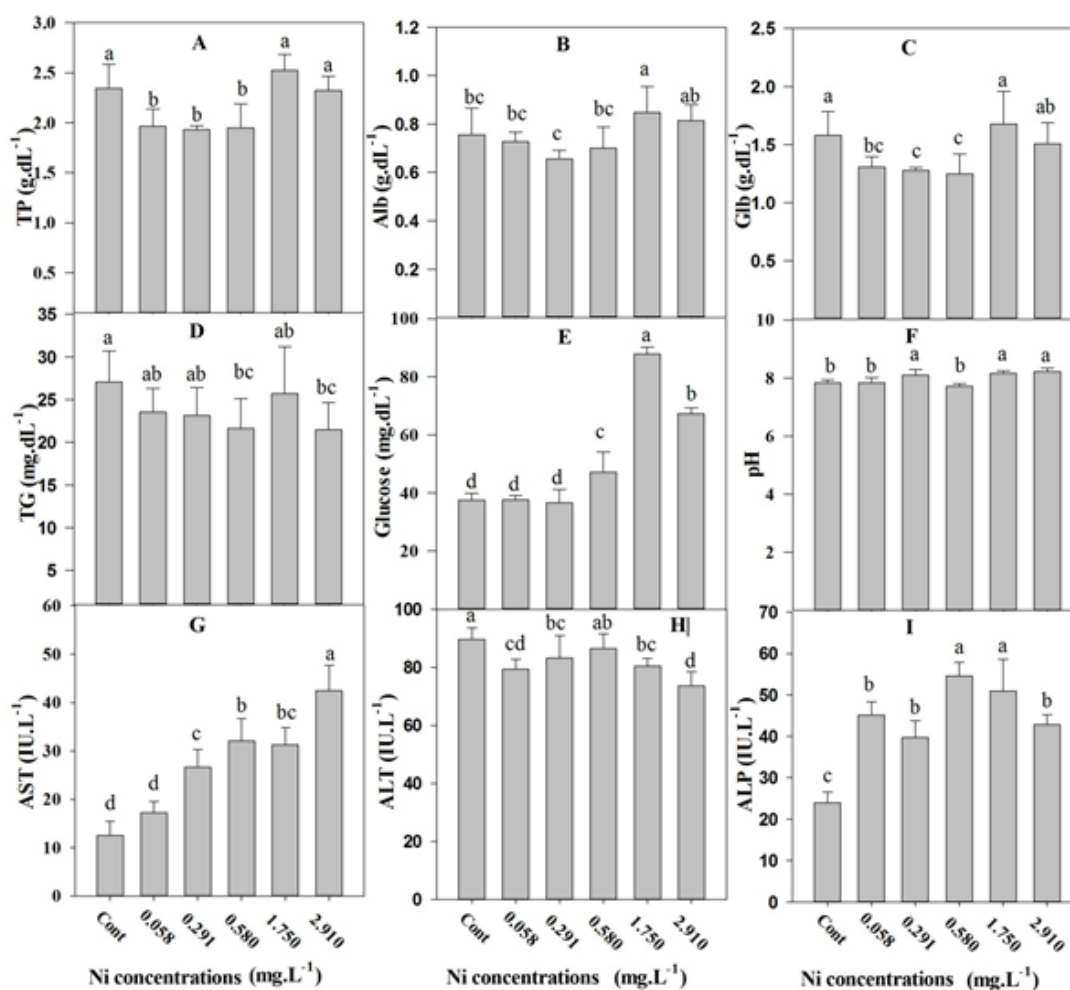 A
TP (g.dL-1)
3.0
2.5
2.0
1.5
1.0
0.5
a
b
b
b
a
a
B
Alb (g.dL-1)
1.2
1.0
0.8
0.6
0.4
0.2
bc
bc
c
bc
a
ab
C
Glb (g.dL-1)
2.5
2.0
1.5
1.0
0.5
a
bc
c
c
a
ab
D
TG (mg.dL-1)
35
30
25
20
15
10
5
a
ab
ab
bc
ab
bc
E
Glucose (mg.dL-1)
100
80
60
40
20
d
d
d
c
a
b
F
pH
10
8
6
4
2
b
b
a
b
a
a
G
AST (IU.L-1)
60
50
40
30
20
10
0
d
d
c
b
bc
a
Cont
0.058
0.291
0.580
1.750
2.910
H|
ALT (IU.L-1)
100
80
60
40
20
0
a
cd
bc
ab
bc
d
Cont
0.058
0.291
0.580
1.750
2.910
I
ALP (IU.L-1)
70
60
50
40
30
20
10
0
c
b
b
a
a
b
Cont
0.058
0.291
0.580
1.750
2.910
Ni concentrations (mg.L-1)
Ni concentrations (mg.L-1)
Ni concentrations (mg.L-1)